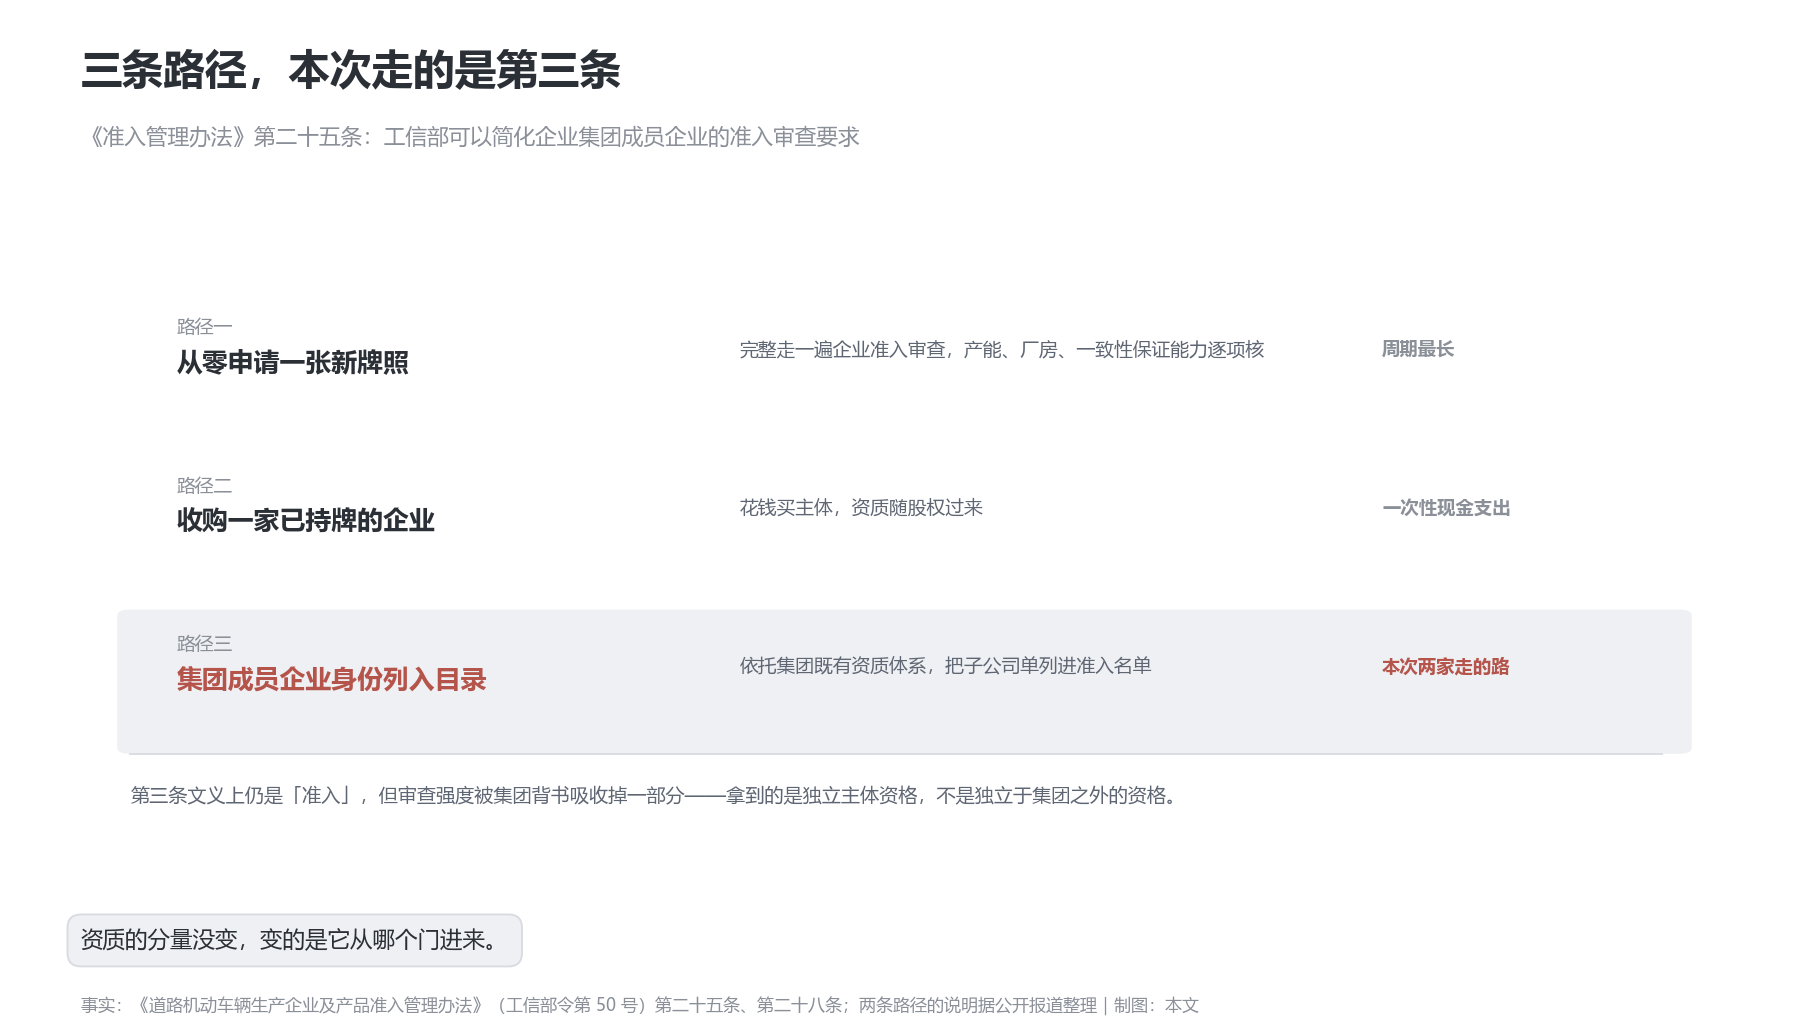 三条路径，本次走的是第三条
《准入管理办法》第二十五条：工信部可以简化企业集团成员企业的准入审查要求
路径一
从零申请一张新牌照
完整走一遍企业准入审查，产能、厂房、一致性保证能力逐项核
周期最长
路径二
收购一家已持牌的企业
花钱买主体，资质随股权过来
一次性现金支出
路径三
集团成员企业身份列入目录
依托集团既有资质体系，把子公司单列进准入名单
本次两家走的路
第三条文义上仍是「准入」，但审查强度被集团背书吸收掉一部分——拿到的是独立主体资格，不是独立于集团之外的资格。
资质的分量没变，变的是它从哪个门进来。
事实：《道路机动车辆生产企业及产品准入管理办法》（工信部令第 50 号）第二十五条、第二十八条；两条路径的说明据公开报道整理 | 制图：本文